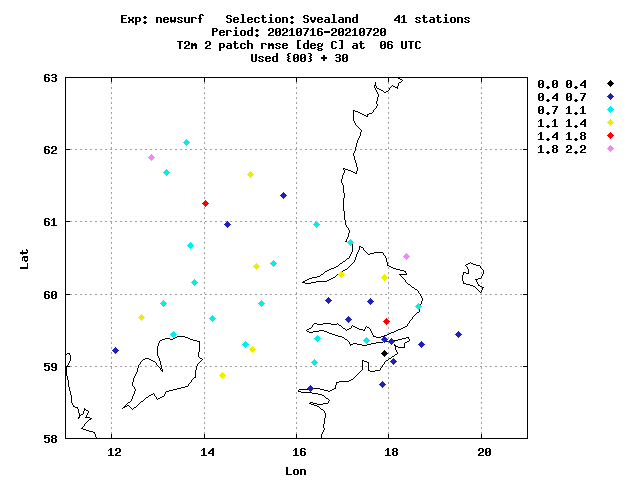 Exp: newsurf   Selection: Svealand     41 stations
Period: 20210716-20210720
T2m 2 patch rmse [deg C] at  06 UTC
Used {00} + 30
63
62
61
60
59
58
Lat
12
14
16
18
20
Lon
0.0 0.4
0.4 0.7
0.7 1.1
1.1 1.4
1.4 1.8
1.8 2.2